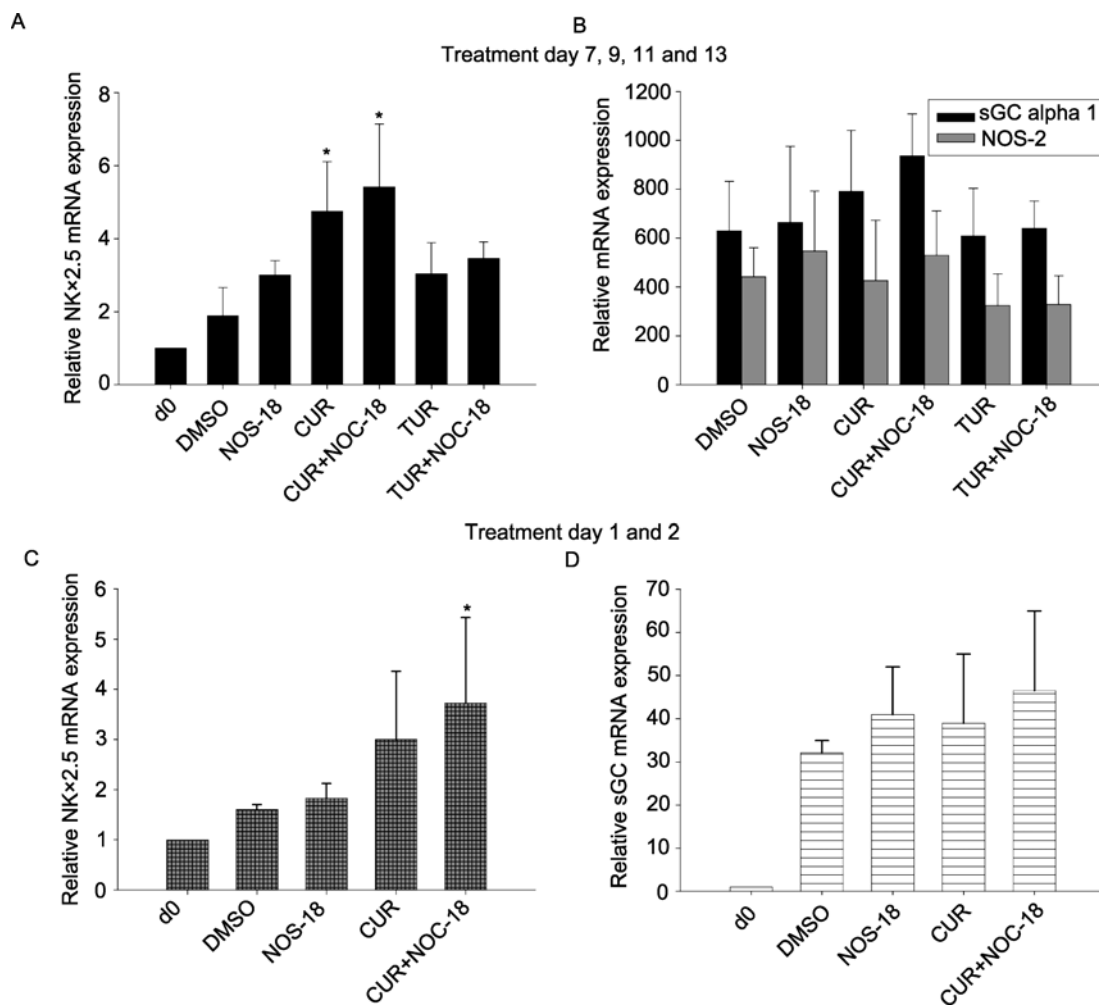 A
B
Treatment day 7, 9, 11 and 13
Relative NK×2.5 mRNA expression
8
6
4
2
0
*
*
d0
DMSO
NOS-18
CUR
CUR+NOC-18
TUR
TUR+NOC-18
Relative mRNA expression
1200
1000
800
600
400
200
0
sGC alpha 1
NOS-2
DMSO
NOS-18
CUR
CUR+NOC-18
TUR
TUR+NOC-18
Treatment day 1 and 2
C
D
Relative NK×2.5 mRNA expression
6
5
4
3
2
1
0
*
d0
DMSO
NOS-18
CUR
CUR+NOC-18
Relative sGC mRNA expression
70
60
50
40
30
20
10
0
d0
DMSO
NOS-18
CUR
CUR+NOC-18